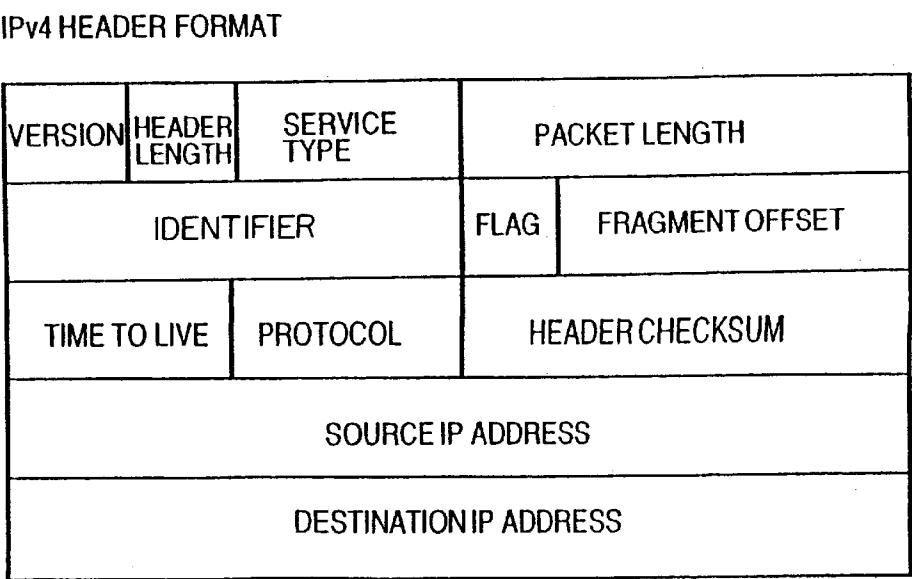 IPv4 HEADER FORMAT
VERSION
HEADER
LENGTH
SERVICE
TYPE
PACKET LENGTH
IDENTIFIER
FLAG
FRAGMENT OFFSET
TIME TO LIVE
PROTOCOL
HEADER CHECKSUM
SOURCE IP ADDRESS
DESTINATION IP ADDRESS